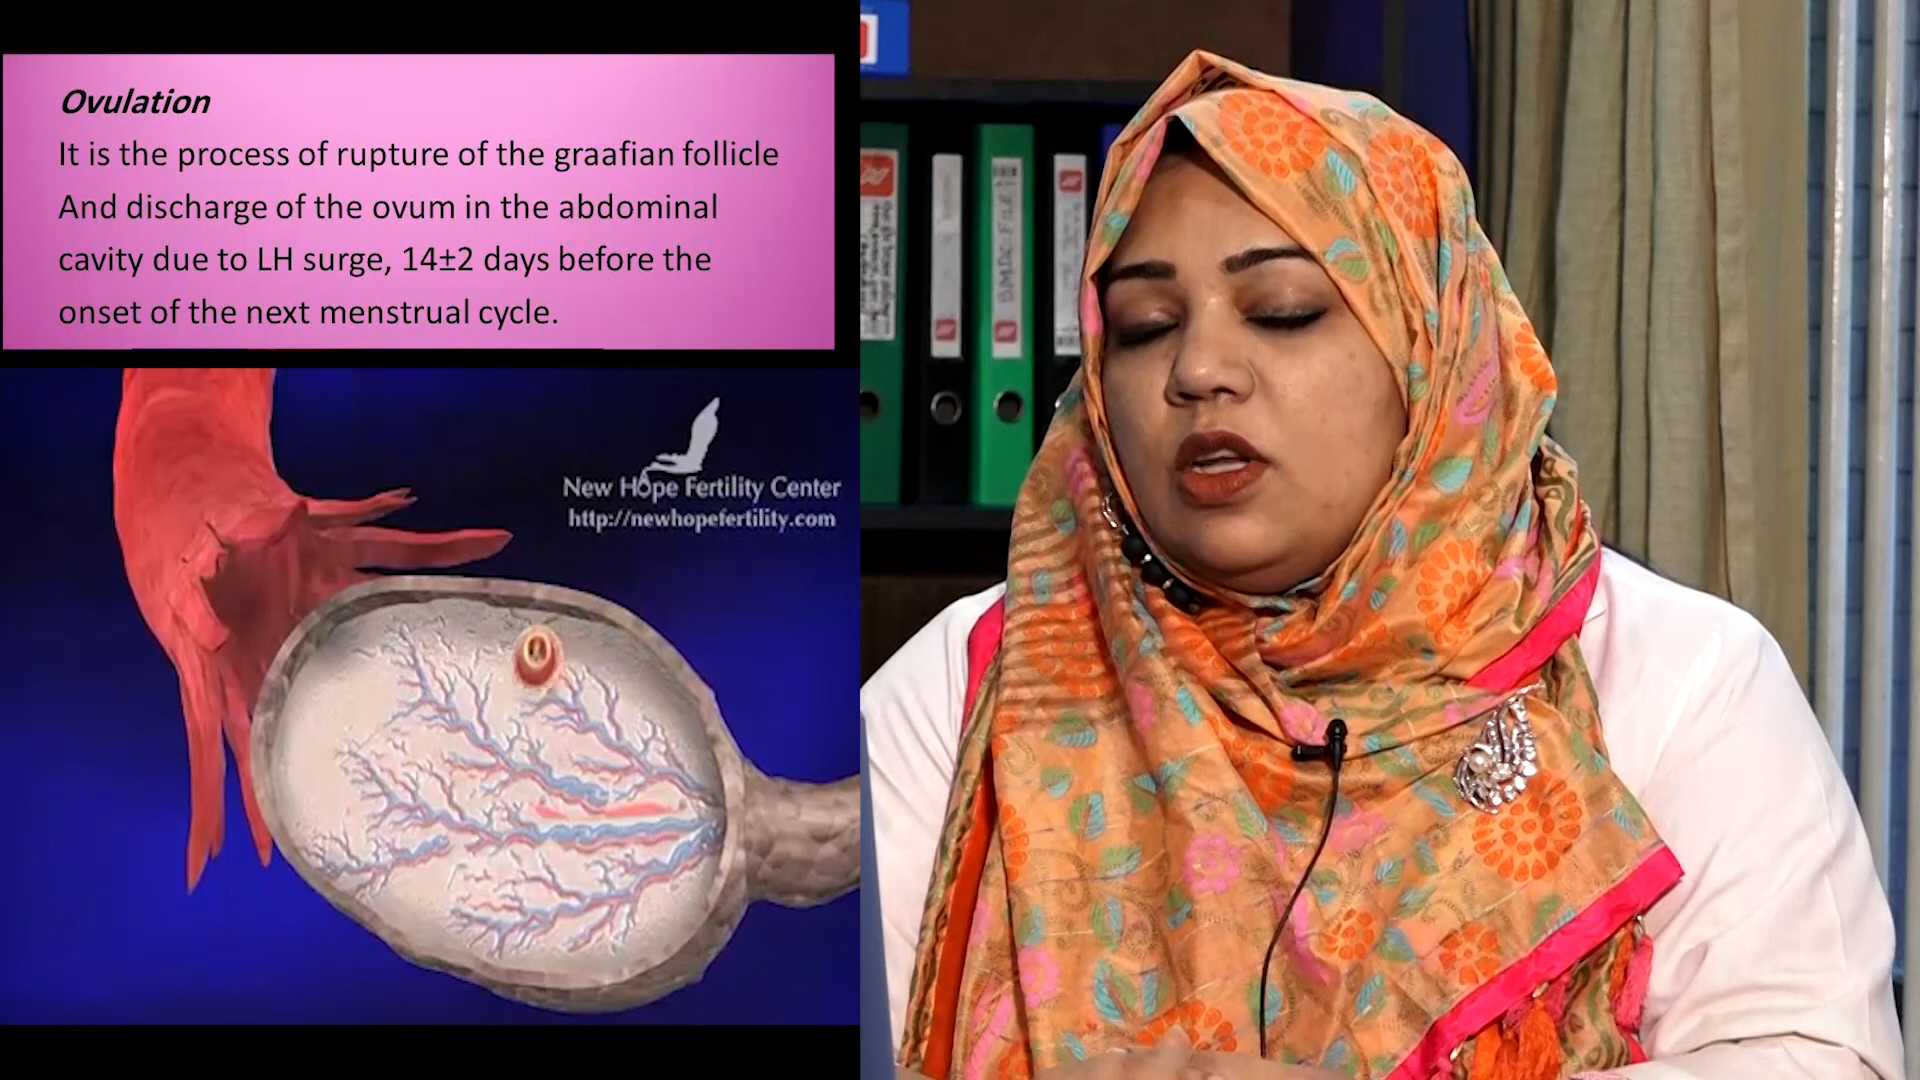 Ovulation
It is the process of rupture of the graafian follicle
And discharge of the ovum in the abdominal
cavity due to LH surge, 14±2 days before the
onset of the next menstrual cycle.
New Hope Fertility Center
http://newhopefertility.com
SMDC FILE